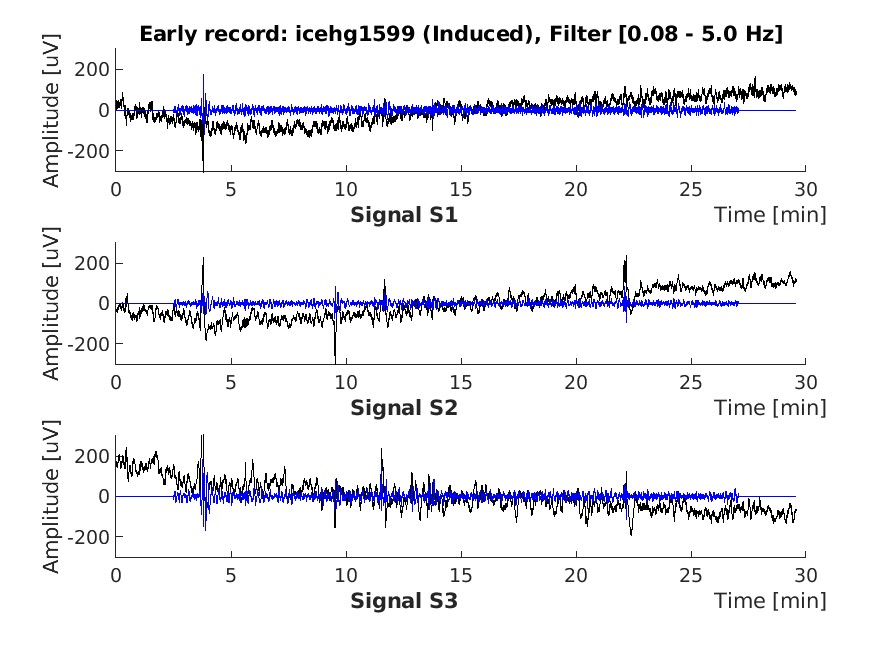 Early record: icehg1599 (Induced), Filter [0.08 - 5.0 Hz]
Amplitude [uV]
200
0
-200
0 5 10 15 20 25 30
Signal S1
Time [min]
Amplitude [uV]
200
0
-200
0 5 10 15 20 25 30
Signal S2
Time [min]
Amplitude [uV]
200
0
-200
0 5 10 15 20 25 30
Signal S3
Time [min]